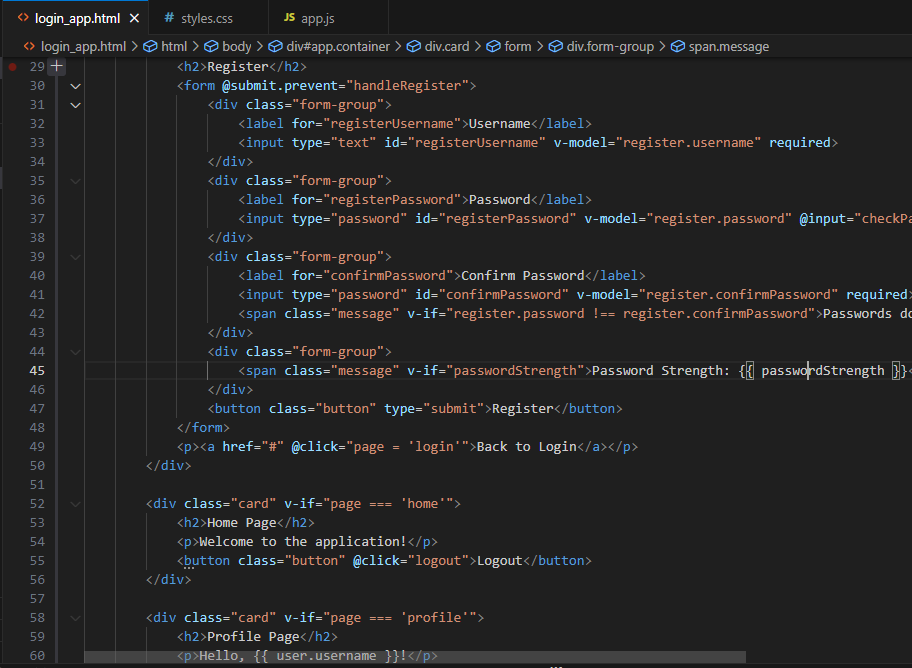 <> login_app.html × # styles.css JS app.js
<> login_app.html > html > body > div#app.container > div.card > form > div.form-group > span.message
29 <h2>Register</h2>
30 <form @submit.prevent="handleRegister">
31 <div class="form-group">
32 <label for="registerUsername">Username</label>
33 <input type="text" id="registerUsername" v-model="register.username" required>
34 </div>
35 <div class="form-group">
36 <label for="registerPassword">Password</label>
37 <input type="password" id="registerPassword" v-model="register.password" @input="checkPa
38 </div>
39 <div class="form-group">
40 <label for="confirmPassword">Confirm Password</label>
41 <input type="password" id="confirmPassword" v-model="register.confirmPassword" required>
42 <span class="message" v-if="register.password !== register.confirmPassword">Passwords do
43 </div>
44 <div class="form-group">
45 <span class="message" v-if="passwordStrength">Password Strength: {{ passwordStrength }}<
46 </div>
47 <button class="button" type="submit">Register</button>
48 </form>
49 <p><a href="#" @click="page = 'login'">Back to Login</a></p>
50 </div>
51
52 <div class="card" v-if="page === 'home'">
53 <h2>Home Page</h2>
54 <p>Welcome to the application!</p>
55 <button class="button" @click="logout">Logout</button>
56 </div>
57
58 <div class="card" v-if="page === 'profile'">
59 <h2>Profile Page</h2>
60 <p>Hello, {{ user.username }}!</p>